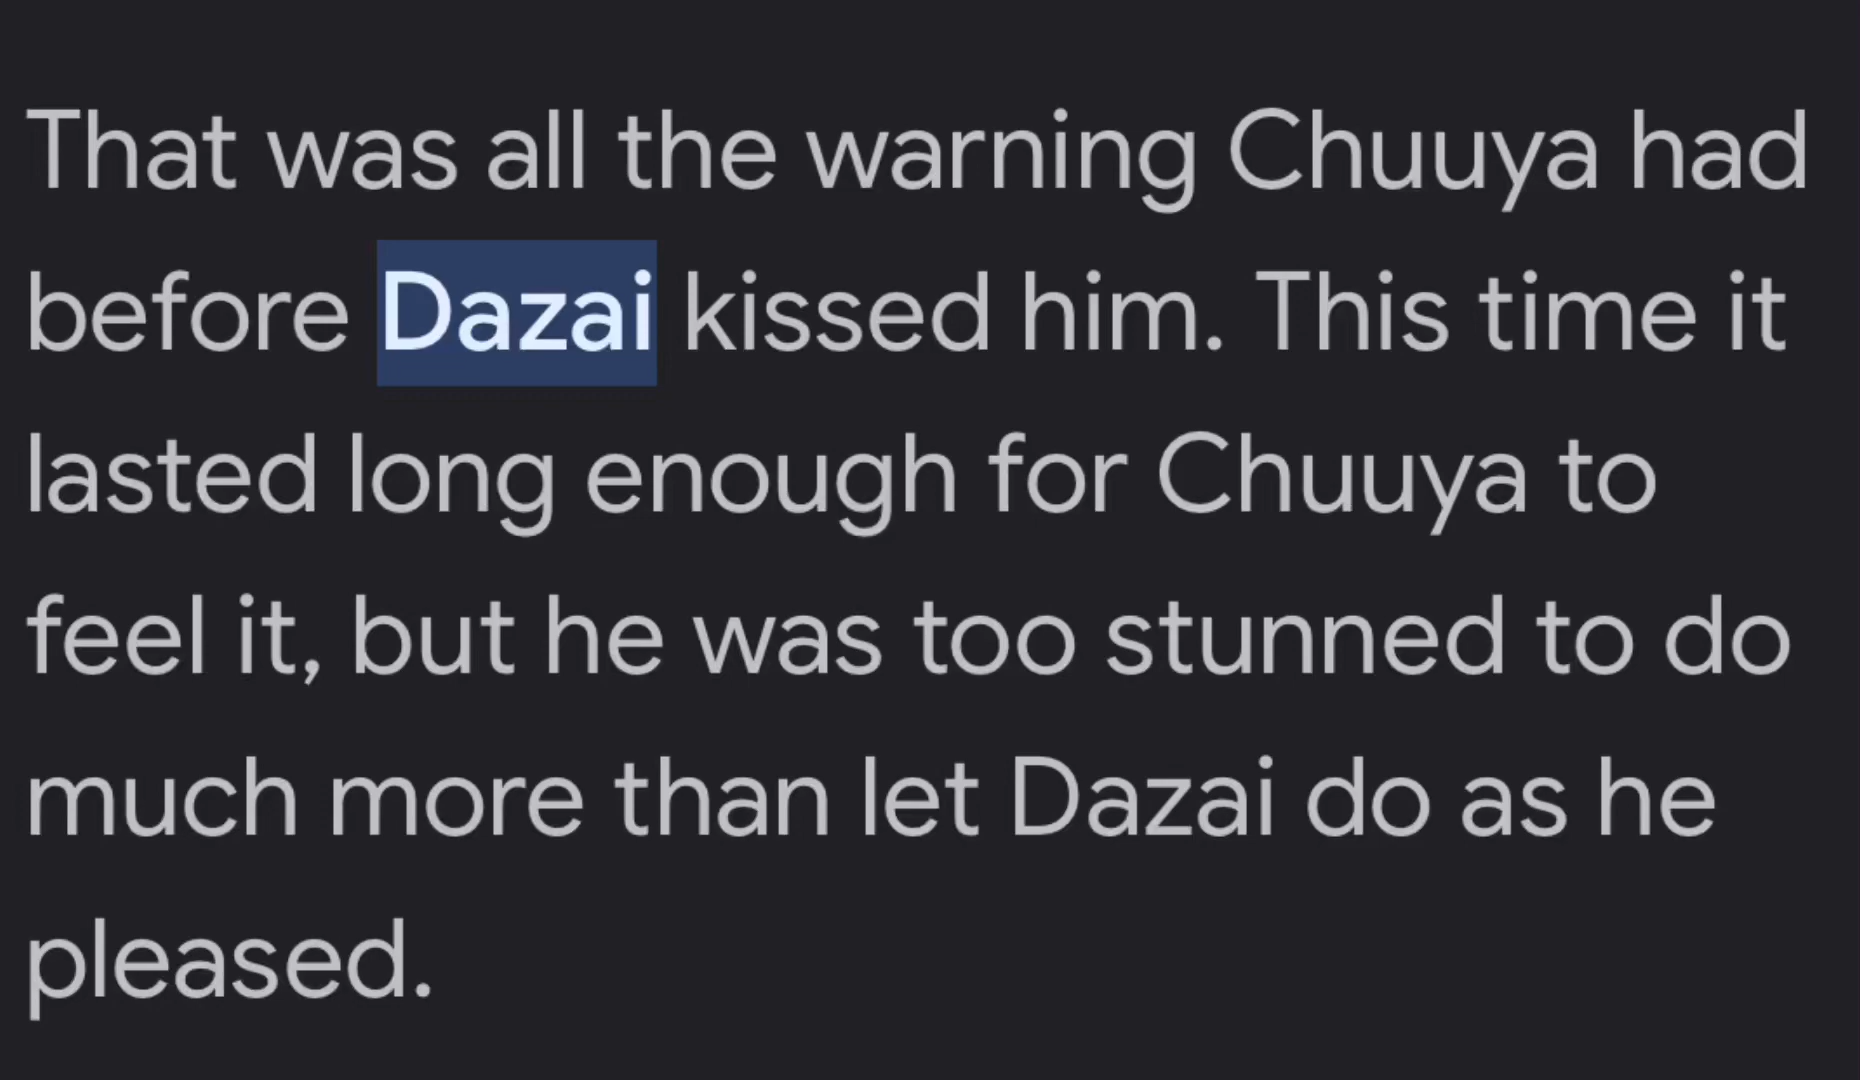 That was all the warning Chuuya had
before Dazai kissed him. This time it
lasted long enough for Chuuya to
feel it, but he was too stunned to do
much more than let Dazai do as he
pleased.